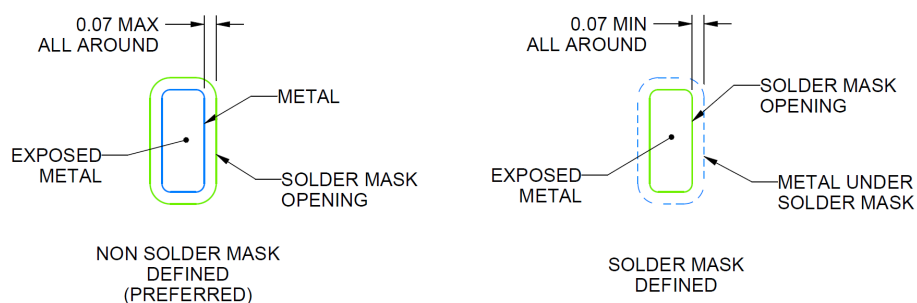 0.07 MAX
ALL AROUND
METAL
EXPOSED
METAL
SOLDER MASK
OPENING
NON SOLDER MASK
DEFINED
(PREFERRED)
0.07 MIN
ALL AROUND
SOLDER MASK
OPENING
EXPOSED
METAL
METAL UNDER
SOLDER MASK
SOLDER MASK
DEFINED